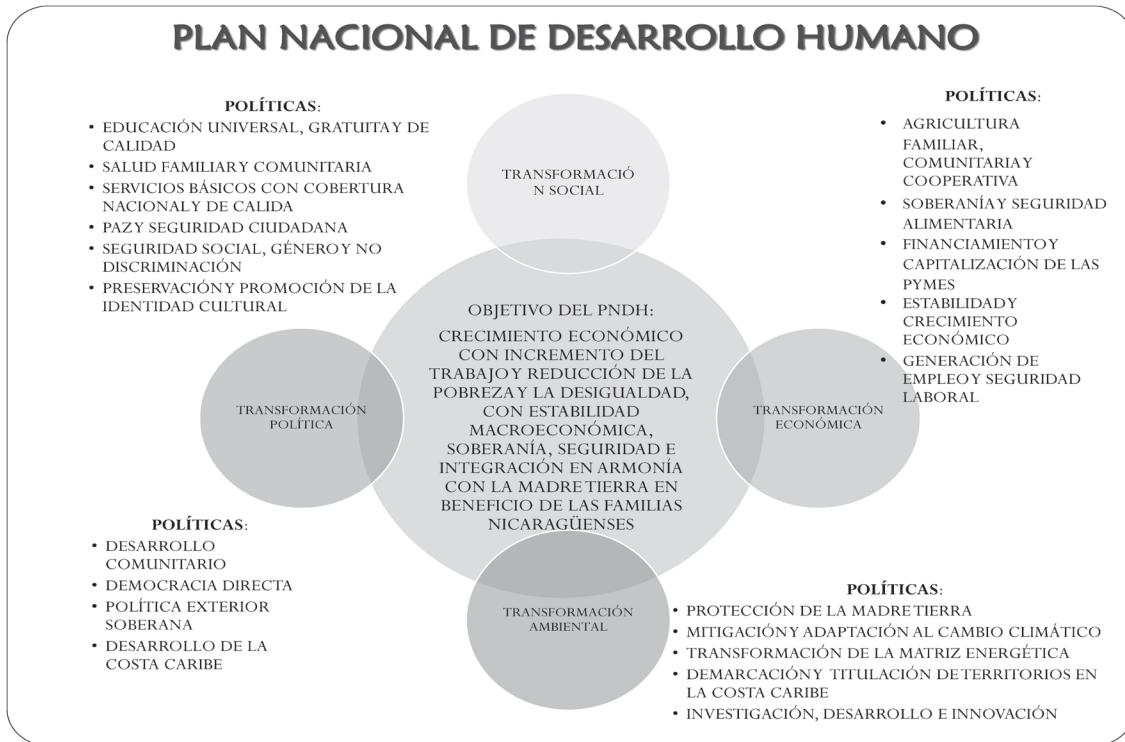 PLAN NACIONAL DE DESARROLLO HUMANO
POLÍTICAS:
• EDUCACIÓN UNIVERSAL, GRATUITA Y DE
CALIDAD
• SALUD FAMILIAR Y COMUNITARIA
• SERVICIOS BÁSICOS CON COBERTURA
NACIONAL Y DE CALIDA
• PAZ Y SEGURIDAD CIUDADANA
• SEGURIDAD SOCIAL, GÉNERO Y NO
DISCRIMINACIÓN
• PRESERVACIÓN Y PROMOCIÓN DE LA
IDENTIDAD CULTURAL
TRANSFORMACIÓ
N SOCIAL
POLÍTICAS:
• AGRICULTURA
FAMILIAR,
COMUNITARIA Y
COOPERATIVA
• SOBERANÍA Y SEGURIDAD
ALIMENTARIA
• FINANCIAMIENTO Y
CAPITALIZACIÓN DE LAS
PYMES
• ESTABILIDAD Y
CRECIMIENTO
ECONÓMICO
• GENERACIÓN DE
EMPLEO Y SEGURIDAD
LABORAL
OBJETIVO DEL PNDH:
CRECIMIENTO ECONÓMICO
CON INCREMENTO DEL
TRABAJO Y REDUCCIÓN DE LA
POBREZA Y LA DESIGUALDAD,
CON ESTABILIDAD
MACROECONÓMICA,
SOBERANÍA, SEGURIDAD E
INTEGRACIÓN EN ARMONÍA
CON LA MADRE TIERRA EN
BENEFICIO DE LAS FAMILIAS
NICARAGÜENSES
TRANSFORMACIÓN
POLÍTICA
TRANSFORMACIÓN
ECONÓMICA
POLÍTICAS:
• DESARROLLO
COMUNITARIO
• DEMOCRACIA DIRECTA
• POLÍTICA EXTERIOR
SOBERANA
• DESARROLLO DE LA
COSTA CARIBE
TRANSFORMACIÓN
AMBIENTAL
POLÍTICAS:
• PROTECCIÓN DE LA MADRE TIERRA
• MITIGACIÓN Y ADAPTACIÓN AL CAMBIO CLIMÁTICO
• TRANSFORMACIÓN DE LA MATRIZ ENERGÉTICA
• DEMARCACIÓN Y TITULACIÓN DE TERRITORIOS EN
LA COSTA CARIBE
• INVESTIGACIÓN, DESARROLLO E INNOVACIÓN